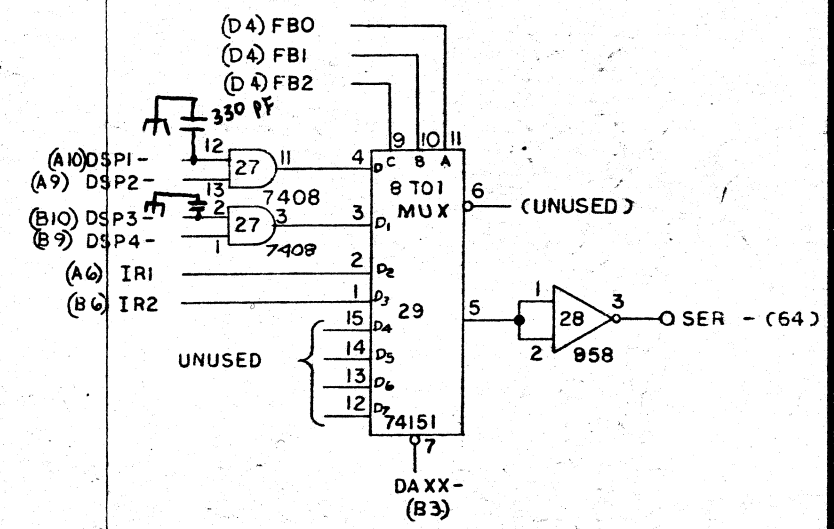 (D4) FB0
(D4) FB1
(D4) FB2
330 PF
9 10 11
C B A
12
(A10) DSP1-
27
11
4
D
(A9) DSP2-
13
7408
8 TO 1
MUX
6
(UNUSED)
2
(B10) DSP3-
27
3
3
D1
(B9) DSP4-
1
7408
(A6) IR1
2
D2
(B6) IR2
1
D3
29
5
1
28
3
SER - (64)
2
958
UNUSED
15
D4
14
D5
13
D6
12
D7
74151
7
DAXX-
(B3)